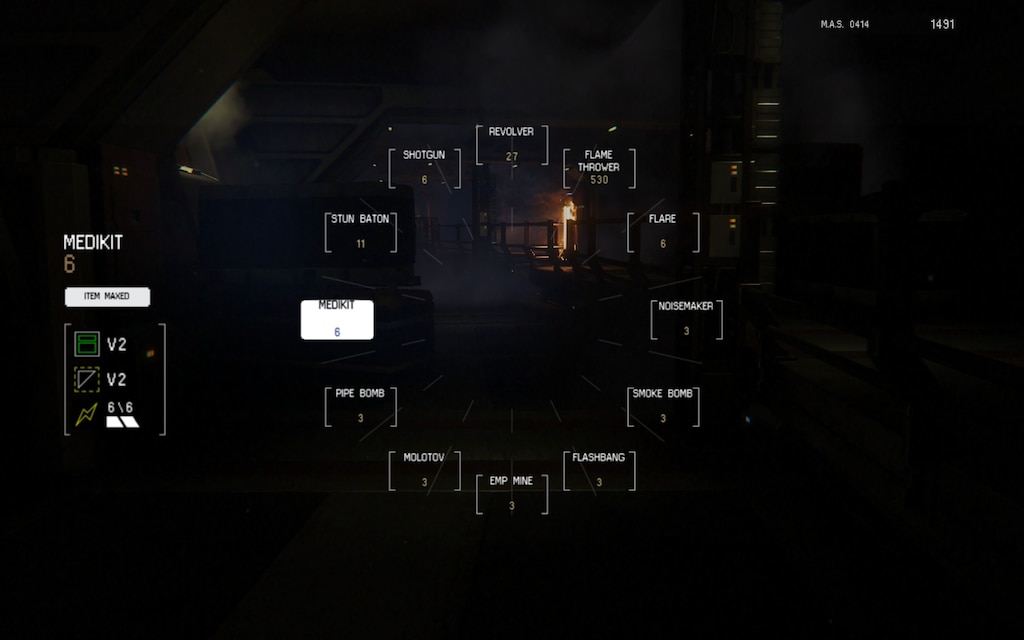 M.A.S. 0414 1491
REVOLVER
27
SHOTGUN
6
FLAME
THROWER
530
STUN BATON
11
FLARE
6
MEDIKIT
6
ITEM MAXED
V2
V2
6\6
MEDIKIT
6
NOISEMAKER
3
PIPE BOMB
3
SMOKE BOMB
3
MOLOTOV
3
FLASHBANG
3
EMP MINE
3